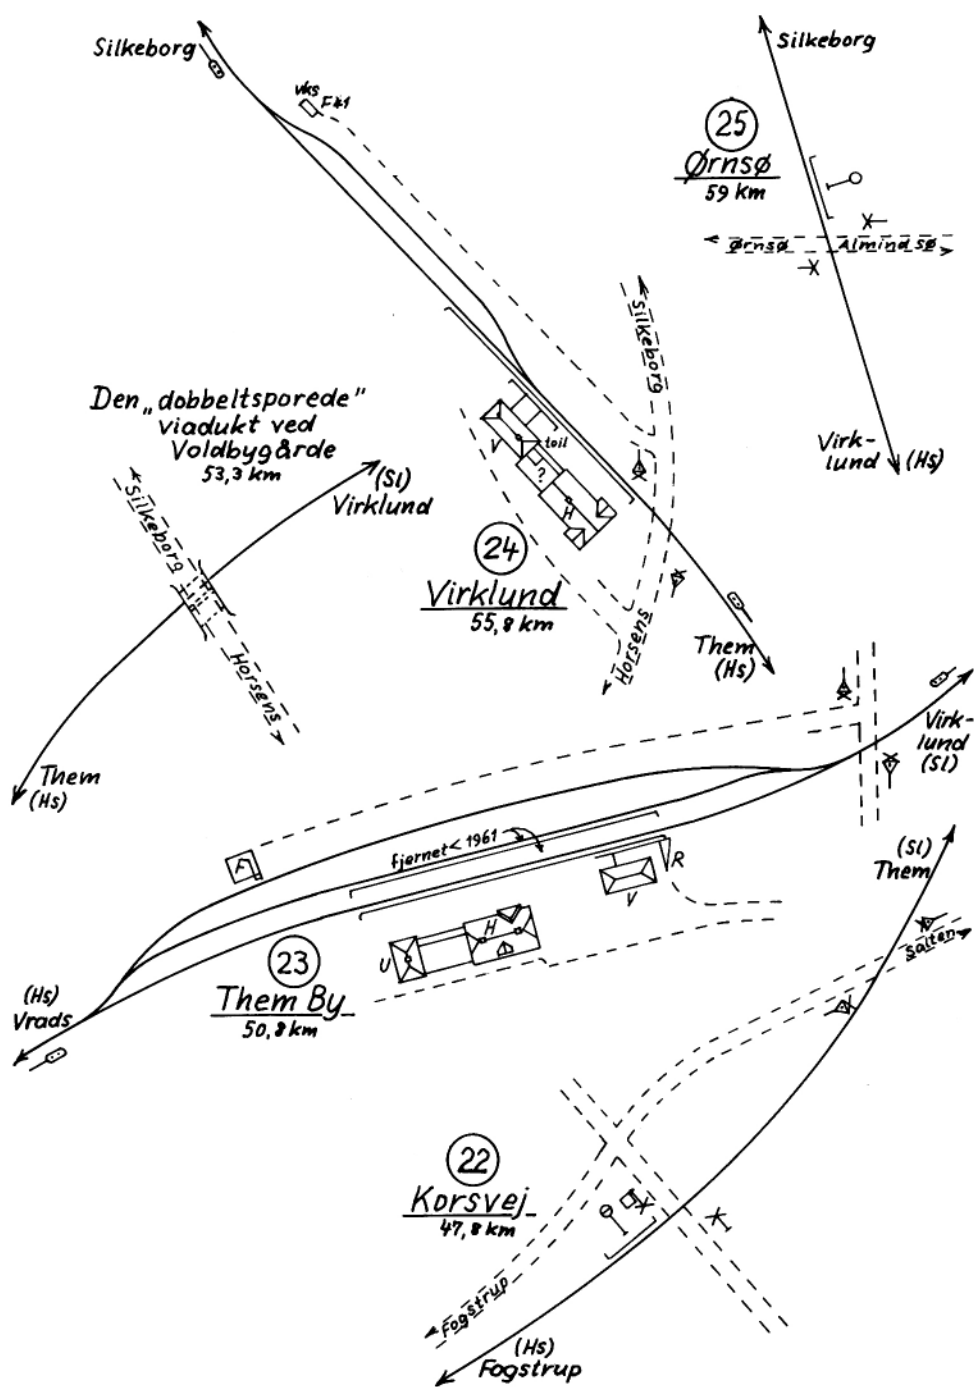 Silkeborg
vks
F#1
Silkeborg
25
Ørnsø
59 km
Ørnsø
Almind sø
Virk-
lund (Hs)
Silkeborg
Den „dobbeltsporede”
viadukt ved
Voldbygårde
53,3 km
(Sl)
Virklund
Silkeborg
Horsens
Them
(Hs)
V
toil
?
H
24
Virklund
55,8 km
Horsens
Them
(Hs)
Virk-
lund
(Sl)
fjernet < 1961
F
R
V
H
U
23
Them By
50,8 km
(Hs)
Vrads
(Sl)
Them
Salten
22
Korsvej
47,8 km
Fogstrup
(Hs)
Fogstrup